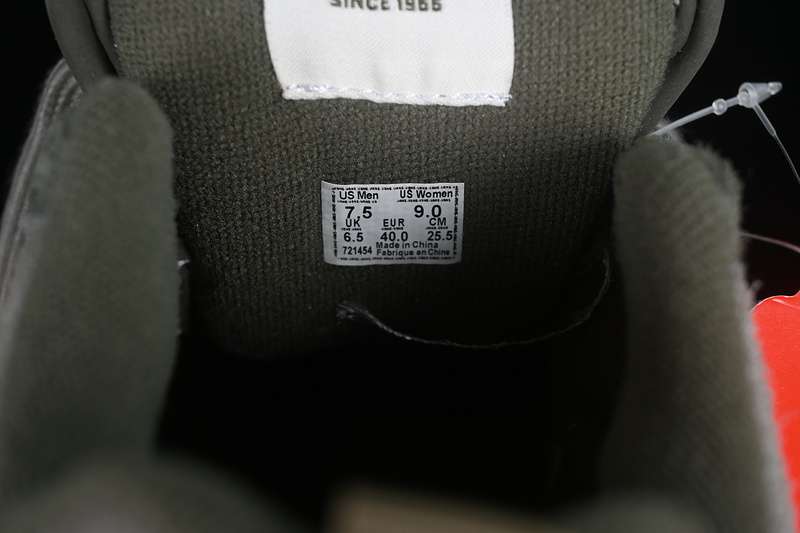 SINCE 1966
US Men US Women
7.5 9.0
UK EUR CM
6.5 40.0 25.5
721454 Made in China
Fabrique en Chine